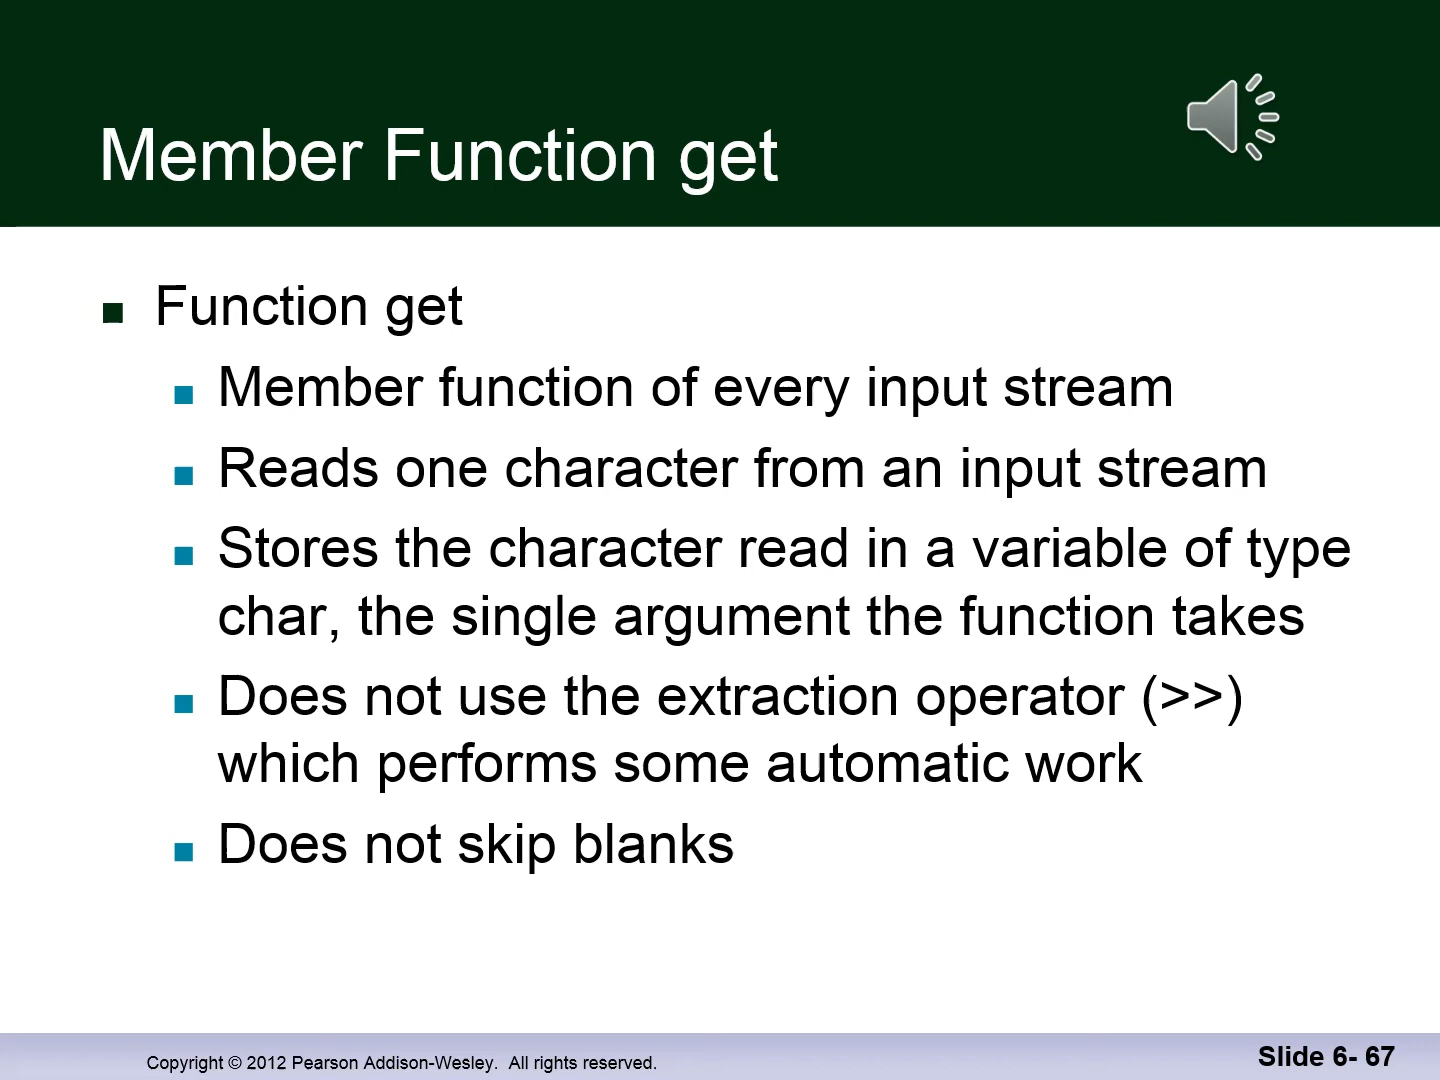 Member Function get
Function get
Member function of every input stream
Reads one character from an input stream
Stores the character read in a variable of type
char, the single argument the function takes
Does not use the extraction operator (>>)
which performs some automatic work
Does not skip blanks
Copyright © 2012 Pearson Addison-Wesley.  All rights reserved.
Slide 6- 67